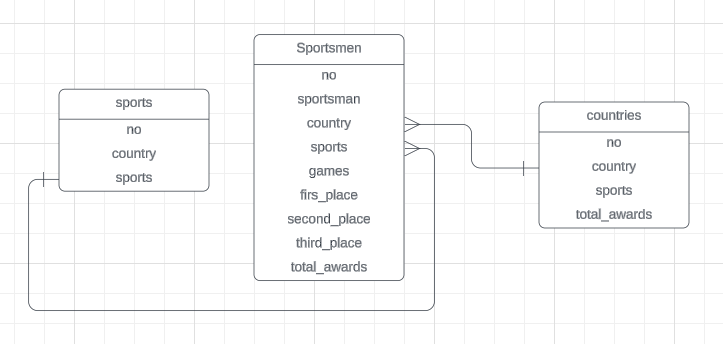 sports
no
country
sports
Sportsmen
no
sportsman
country
sports
games
firs_place
second_place
third_place
total_awards
countries
no
country
sports
total_awards